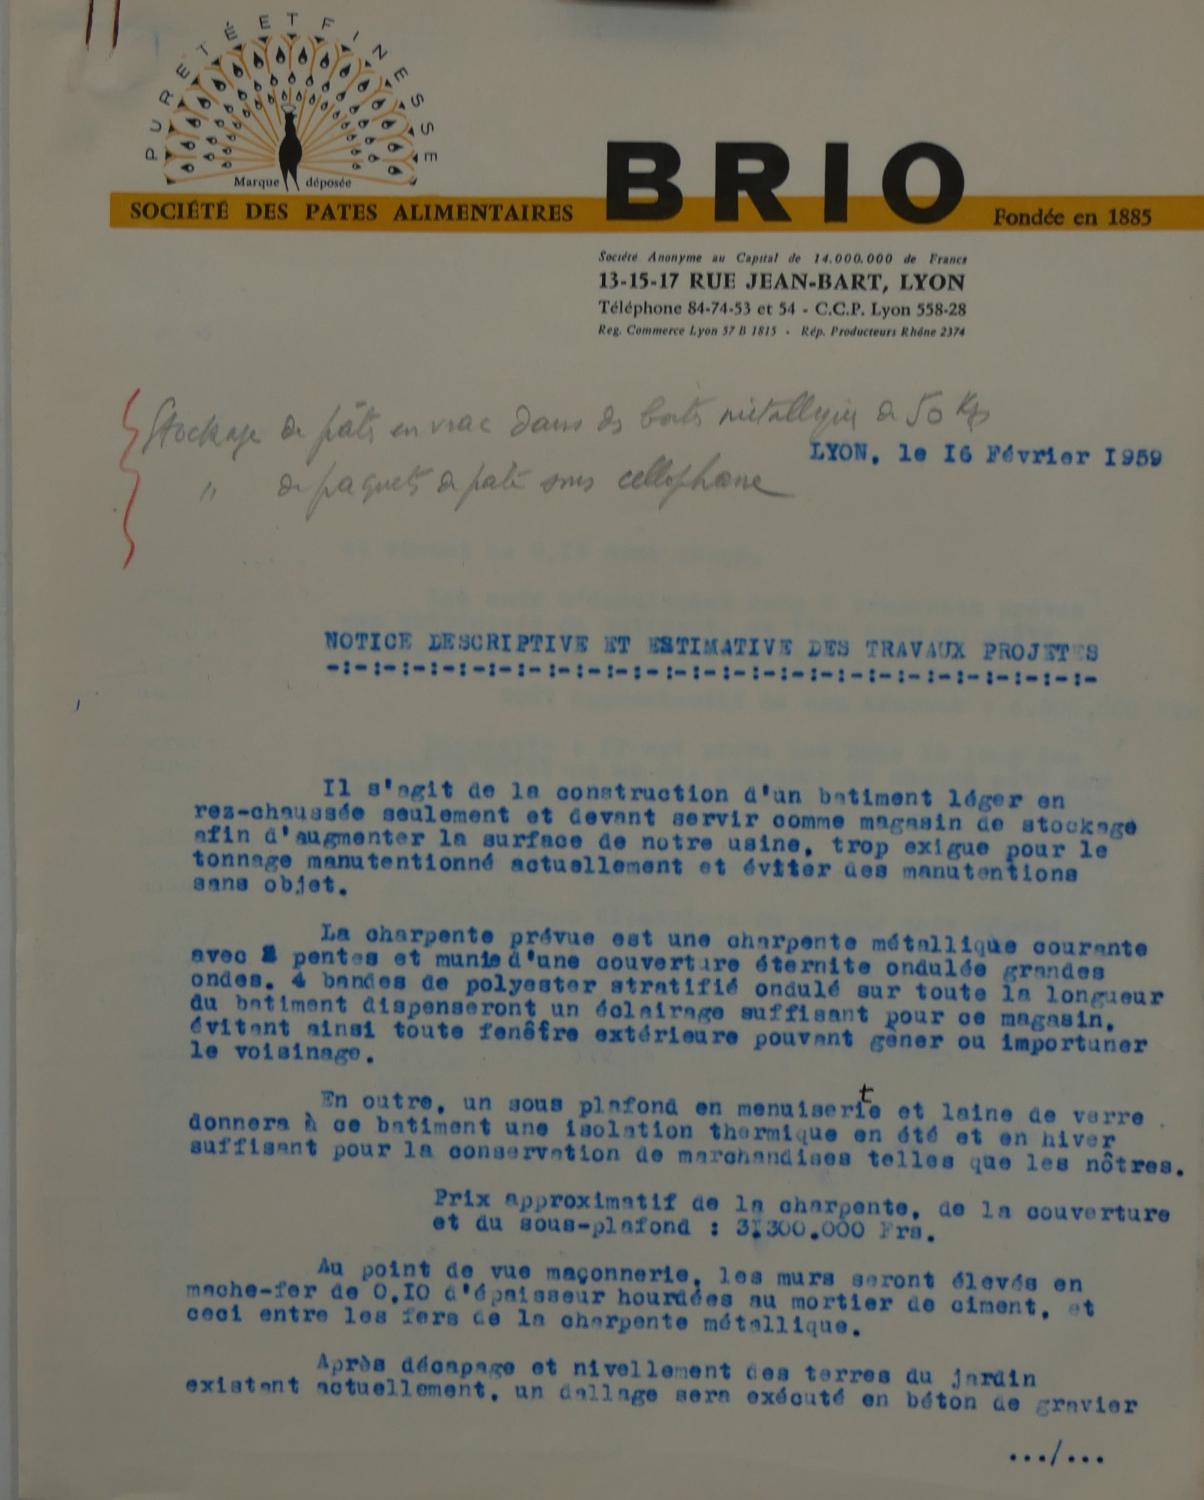 PURETÉ ET FINESSE
Marque déposée
SOCIÉTÉ DES PATES ALIMENTAIRES BRIO Fondée en 1885
Société Anonyme au Capital de 14.000.000 de Francs
13-15-17 RUE JEAN-BART, LYON
Téléphone 84-74-53 et 54 - C.C.P. Lyon 558-28
Reg. Commerce Lyon 57 B 1815 - Rép. Producteurs Rhône 2374
Stockage de pâtes en vrac dans des boites métalliques de 50 Kgs
LYON, le I6 Février I959
" de paquets de pate sous cellophane
NOTICE DESCRIPTIVE ET ESTIMATIVE DES TRAVAUX PROJETES
-:-:-:-:-:-:-:-:-:-:-:-:-:-:-:-:-:-:-:-:-:-:-:-:-:-:-
Il s'agit de la construction d'un batiment léger en
rez-chaussée seulement et devant servir comme magasin de stockage
afin d'augmenter la surface de notre usine, trop exigue pour le
tonnage manutentionné actuellement et éviter des manutentions
sans objet.
La charpente prévue est une charpente métallique courante
avec 2 pentes et munie d'une couverture éternite ondulée grandes
ondes. 4 bandes de polyester stratifié ondulé sur toute la longueur
du batiment dispenseront un éclairage suffisant pour ce magasin,
évitant ainsi toute fenêtre extérieure pouvant gener ou importuner
le voisinage.
En outre, un sous plafond en menuiserie et laine de verre
donnera à ce batiment une isolation thermique en été et en hiver
suffisant pour la conservation de marchandises telles que les nôtres.
Prix approximatif de la charpente, de la couverture
et du sous-plafond : 3.300.000 Frs.
Au point de vue maçonnerie, les murs seront élevés en
mache-fer de 0,I0 d'épaisseur hourdées au mortier de ciment, et
ceci entre les fers de la charpente métallique.
Après décapage et nivellement des terres du jardin
existant actuellement, un dallage sera exécuté en béton de gravier
.../...